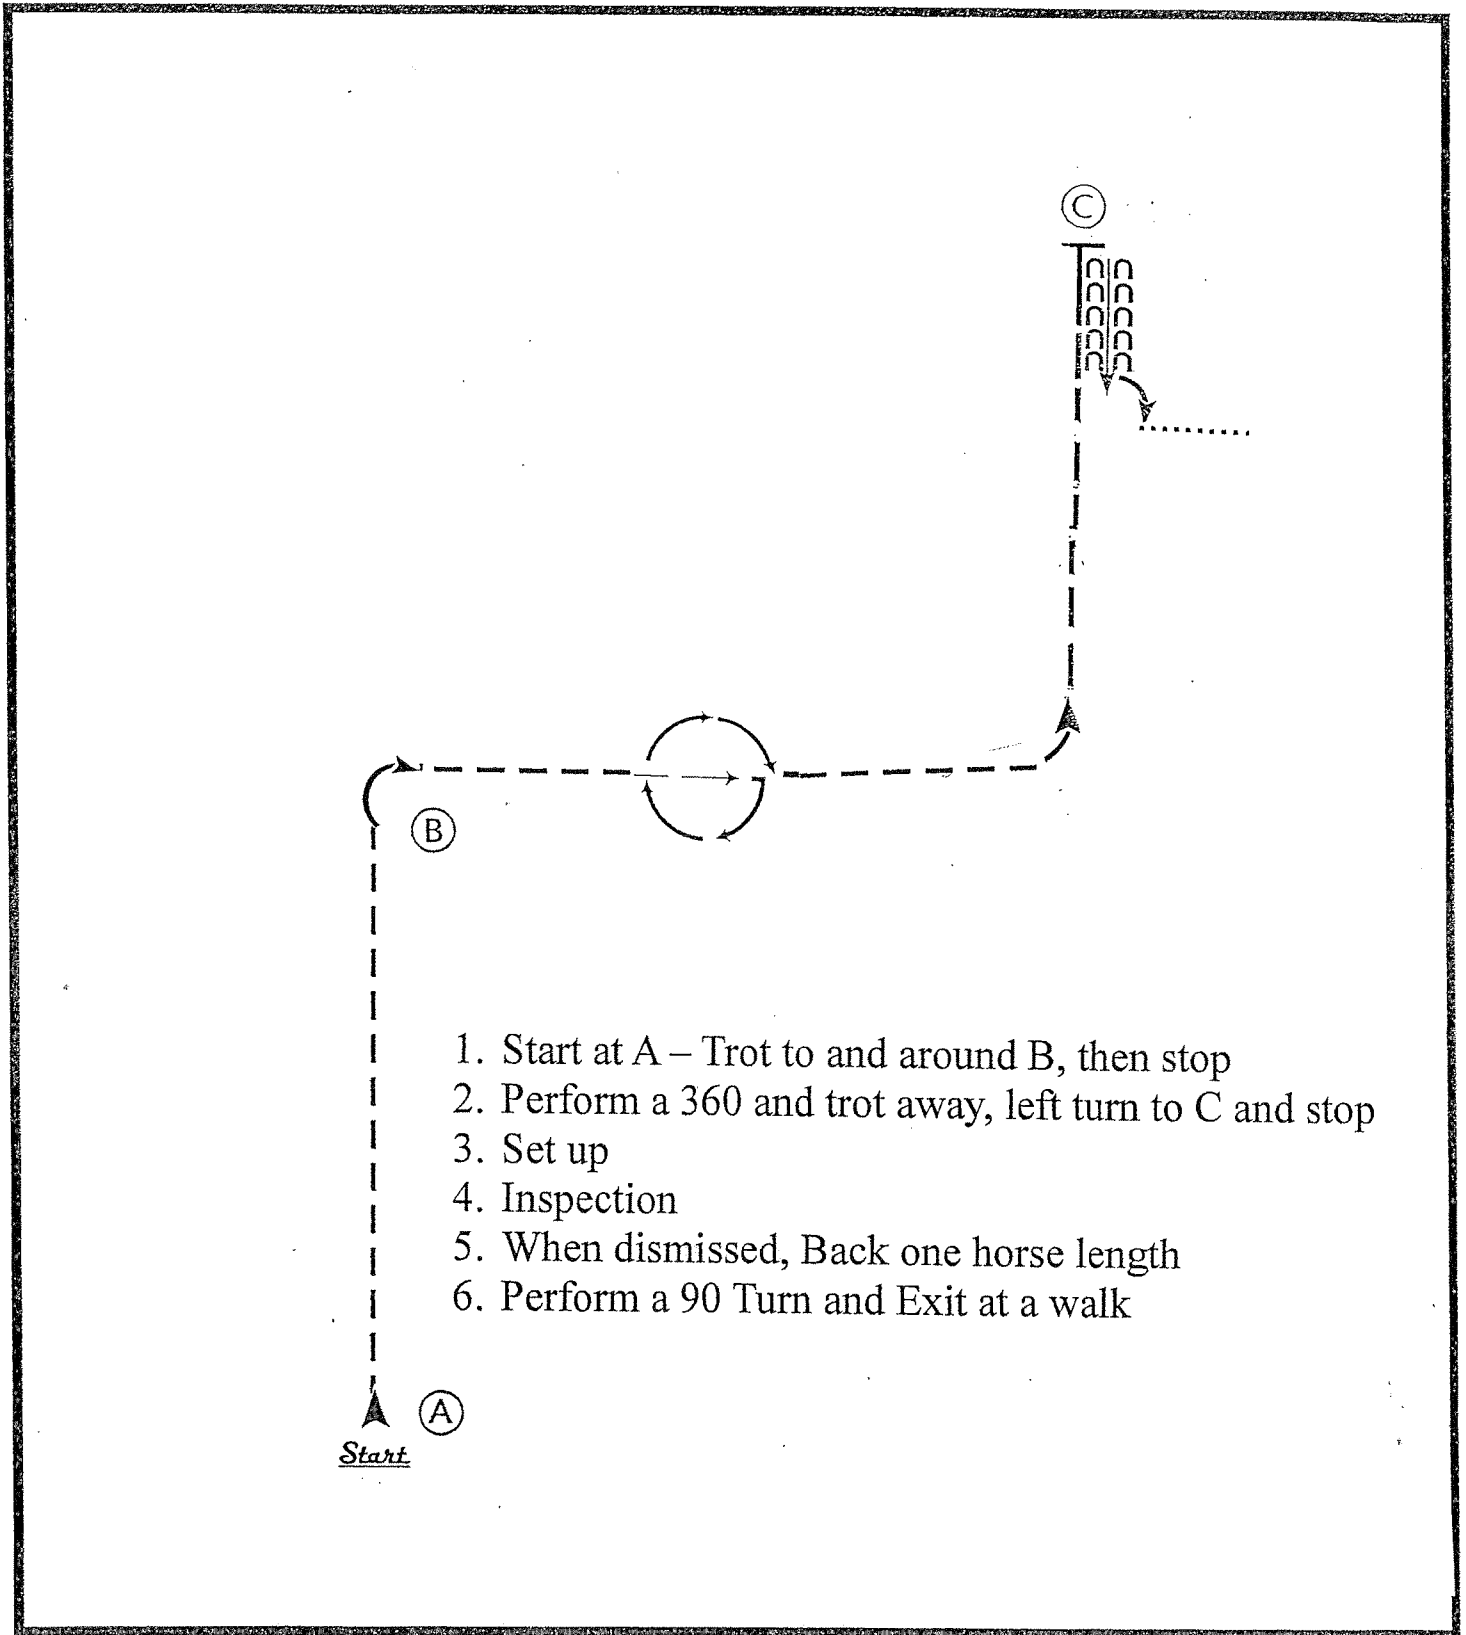 C
B
1. Start at A – Trot to and around B, then stop
2. Perform a 360 and trot away, left turn to C and stop
3. Set up
4. Inspection
5. When dismissed, Back one horse length
6. Perform a 90 Turn and Exit at a walk
A
Start